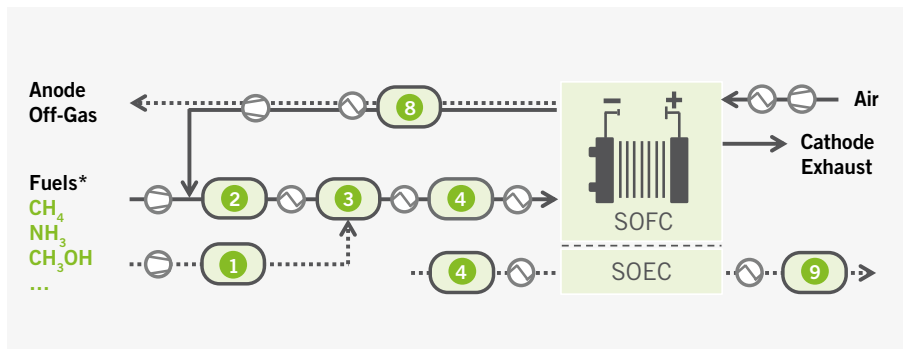 Anode
Off-Gas
8
− +
Air
Cathode
Exhaust
Fuels*
CH₄
NH₃
CH₃OH
...
2
3
4
SOFC
1
4
SOEC
9